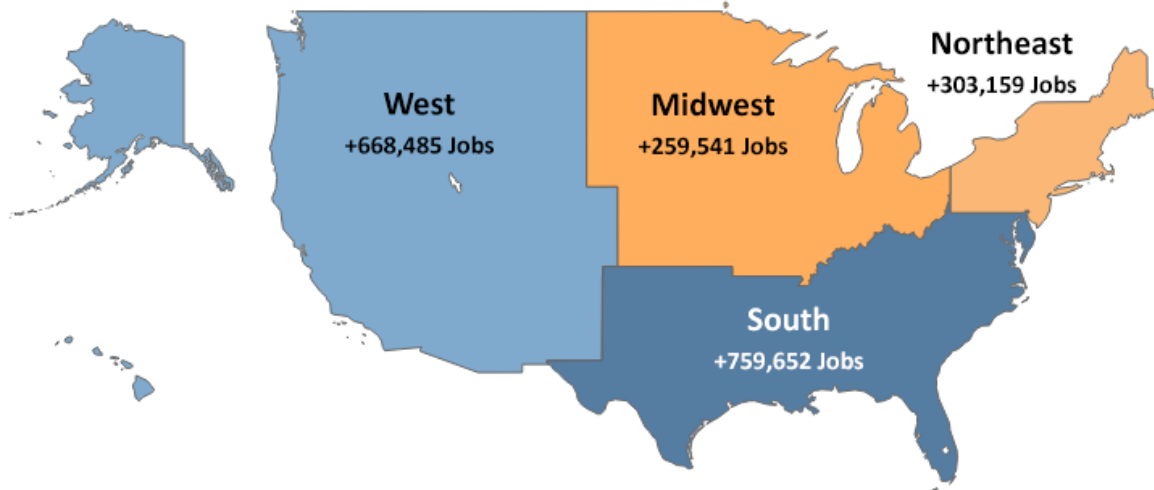 Northeast
+303,159 Jobs
West
+668,485 Jobs
Midwest
+259,541 Jobs
South
+759,652 Jobs